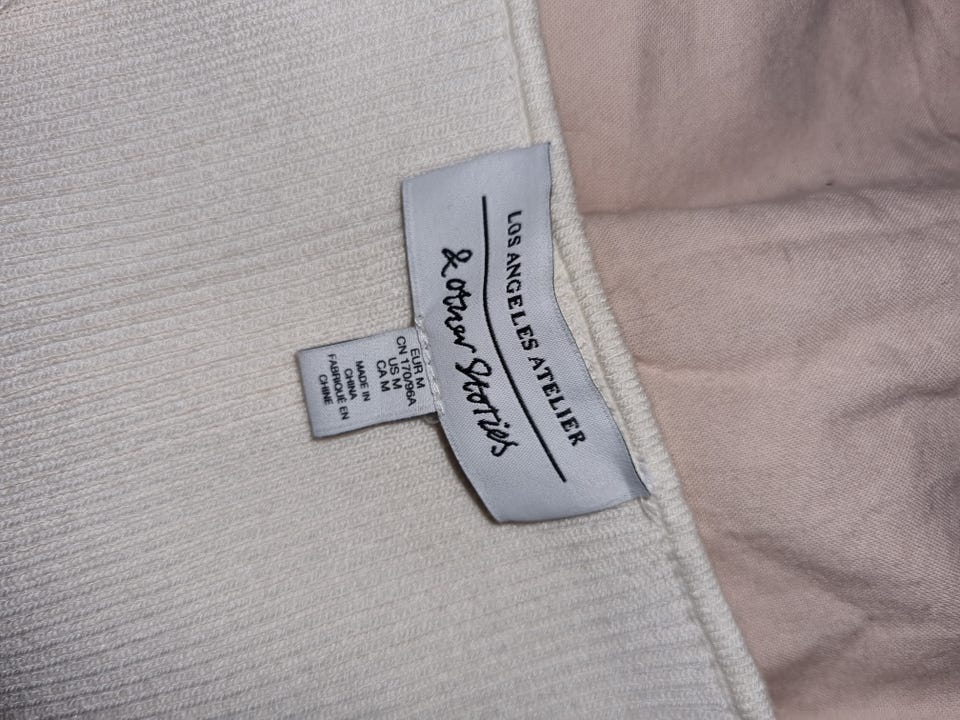 LOS ANGELES ATELIER
& other Stories
EUR M
CN 170/96A
US M
CA M
MADE IN
CHINA
FABRIQUÉ EN
CHINE